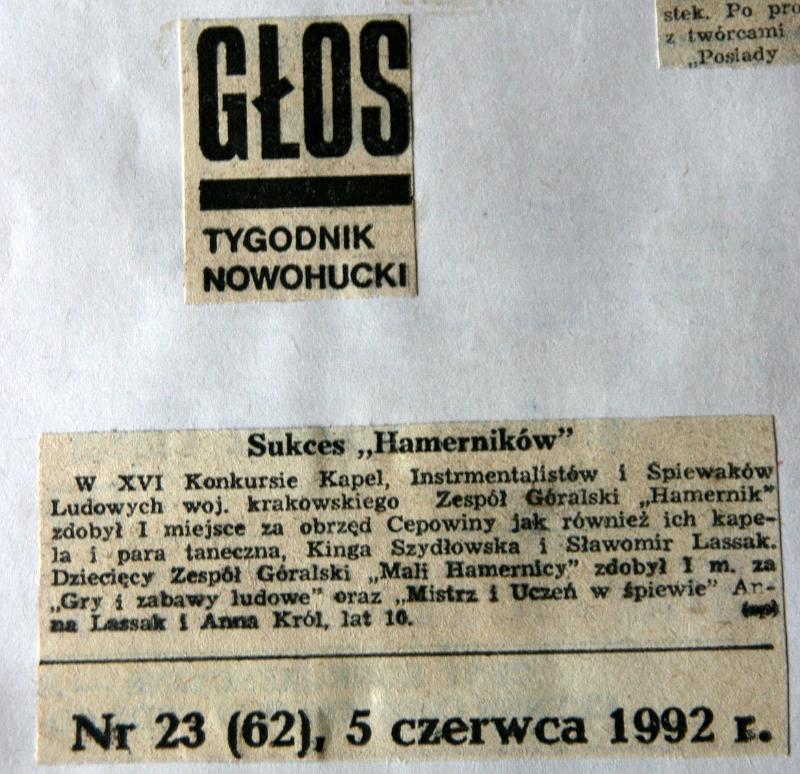 GŁOS
TYGODNIK
NOWOHUCKI
stek. Po pro
z twórcami
„Posiady
Sukces „Hamerników”
W XVI Konkursie Kapel, Instrmentalistów i Śpiewaków
Ludowych woj. krakowskiego Zespół Góralski „Hamernik”
zdobył I miejsce za obrzęd Cepowiny jak również ich kape-
la i para taneczna, Kinga Szydłowska i Sławomir Lassak.
Dziecięcy Zespół Góralski „Mali Hamernicy” zdobył I m. za
„Gry i zabawy ludowe” oraz „Mistrz i Uczeń w śpiewie” An-
na Lassak i Anna Król, lat 10.
Nr 23 (62), 5 czerwca 1992 r.